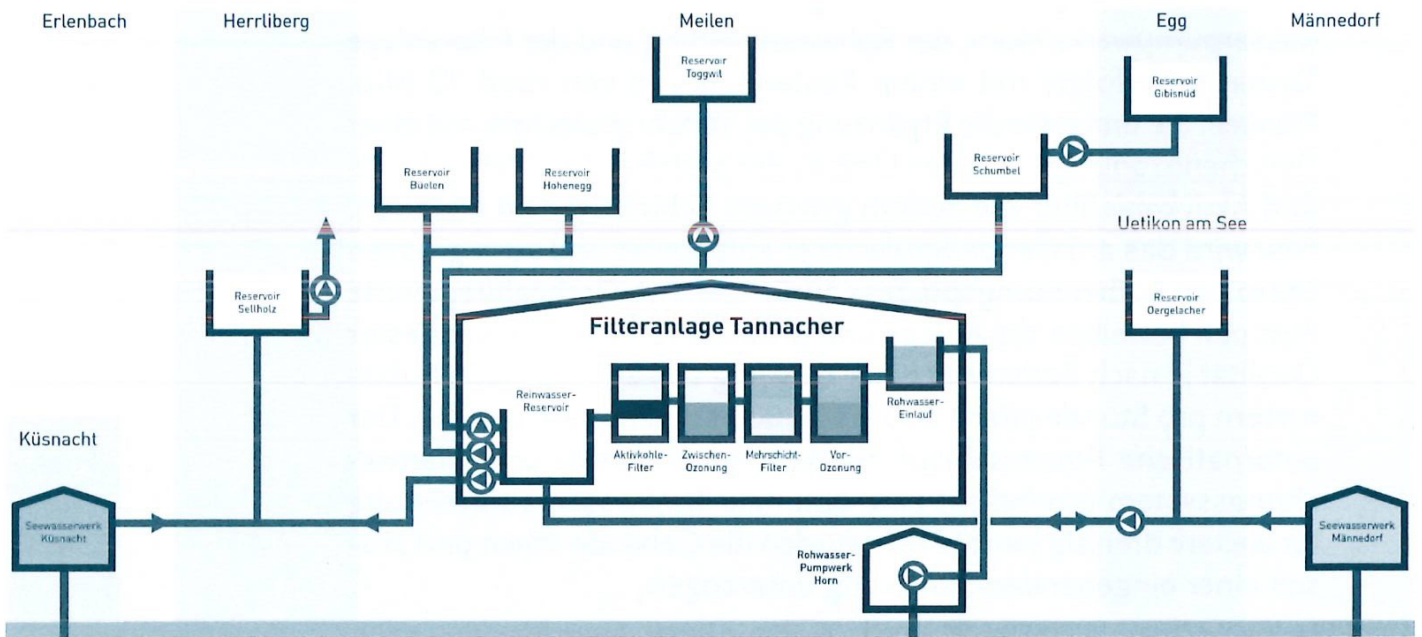 Erlenbach
Herrliberg
Meilen
Egg
Männedorf
Reservoir
Toggwil
Reservoir
Gibisnüd
Reservoir
Buelen
Reservoir
Hohenegg
Reservoir
Schumbel
Uetikon am See
Reservoir
Sellholz
Reservoir
Oergelacher
Filteranlage Tannacher
Reinwasser-
Reservoir
Rohwasser-
Einlauf
Aktivkohle-
Filter
Zwischen-
Ozonung
Mehrschicht-
Filter
Vor-
Ozonung
Küsnacht
Seewasserwerk
Küsnacht
Rohwasser-
Pumpwerk
Horn
Seewasserwerk
Männedorf